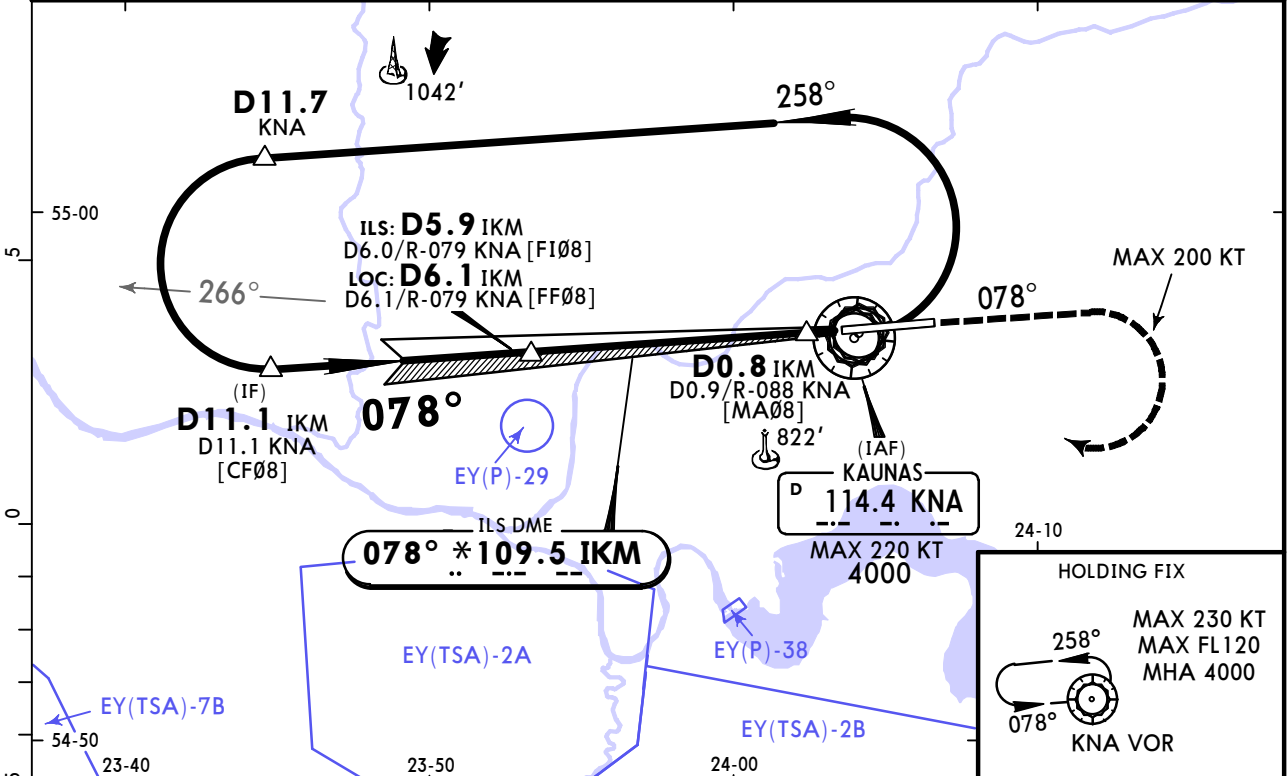 1042'
D11.7
KNA
258°
55-00
5
ILS: D5.9 IKM
D6.0/R-079 KNA [FIØ8]
LOC: D6.1 IKM
D6.1/R-079 KNA [FFØ8]
266°
MAX 200 KT
078°
(IF)
D11.1 IKM
D11.1 KNA
[CFØ8]
078°
D0.8 IKM
D0.9/R-088 KNA
[MAØ8]
822'
EY(P)-29
(IAF)
KAUNAS
D 114.4 KNA
MAX 220 KT
4000
0
ILS DME
078° *109.5 IKM
24-10
HOLDING FIX
MAX 230 KT
MAX FL120
MHA 4000
258°
078°
KNA VOR
EY(TSA)-2A
EY(P)-38
EY(TSA)-7B
EY(TSA)-2B
54-50
23-40
23-50
24-00